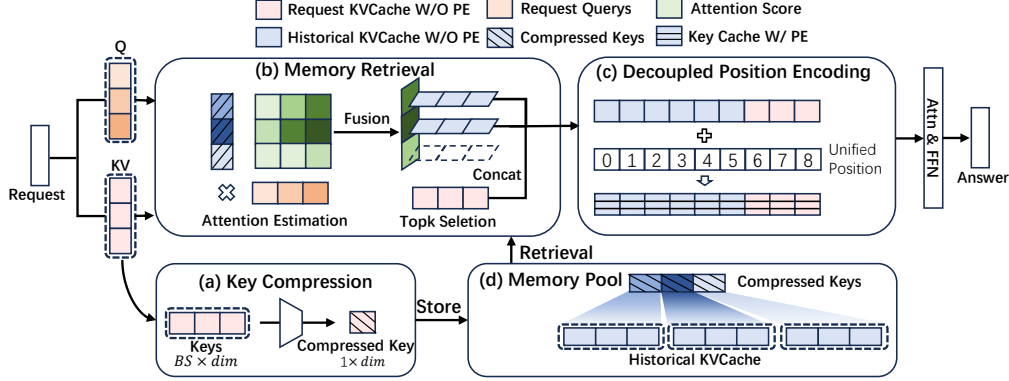 Request KVCache W/O PE
Request Querys
Attention Score
Historical KVCache W/O PE
Compressed Keys
Key Cache W/ PE
Q
(b) Memory Retrieval
(c) Decoupled Position Encoding
Fusion
Concat
Attention Estimation
Topk Seletion
0 1 2 3 4 5 6 7 8
Unified
Position
Attn & FFN
Request
KV
Answer
Retrieval
(a) Key Compression
Keys
BS × dim
Compressed Key
1× dim
Store
(d) Memory Pool
Compressed Keys
Historical KVCache